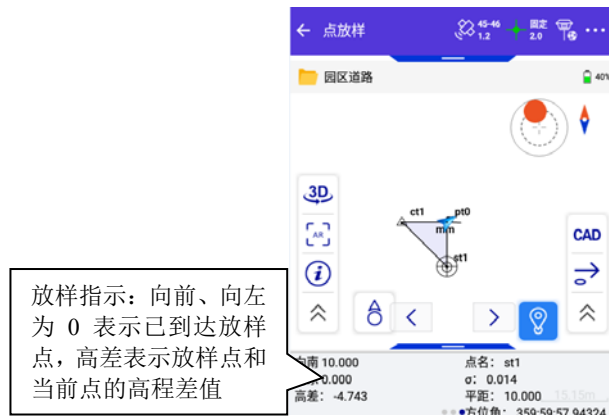 点放样
45-46
1.2
固定
2.0
园区道路
40%
3D
AR
ct1
pt0
mm
st1
CAD
放样指示：向前、向左
为 0 表示已到达放样
点，高差表示放样点和
当前点的高程差值
向南 10.000
点名： st1
0.000
σ： 0.014
高差： -4.743
平距： 10.000
15.15m
方位角： 359:59:57.94324